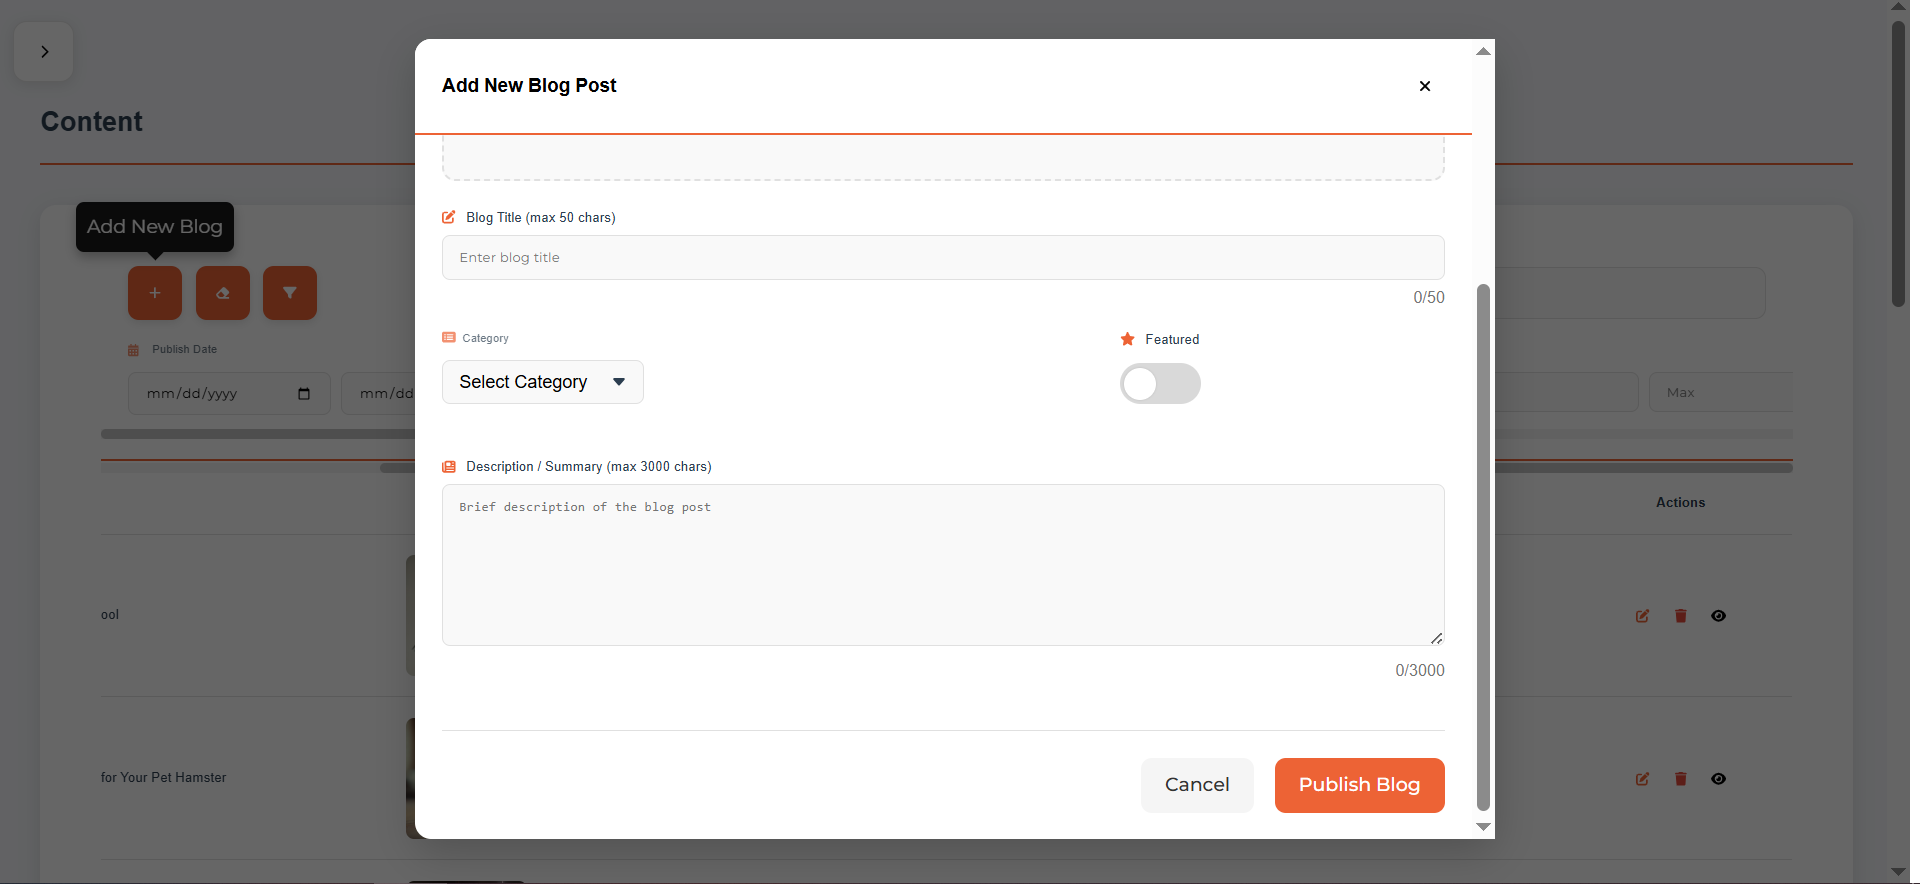 Content
Add New Blog
Publish Date
mm/dd/yyyy
mm/dd
Add New Blog Post
Blog Title (max 50 chars)
Enter blog title
0/50
Category
Select Category
Featured
Description / Summary (max 3000 chars)
Brief description of the blog post
0/3000
Cancel
Publish Blog
Max
Actions
ool
for Your Pet Hamster